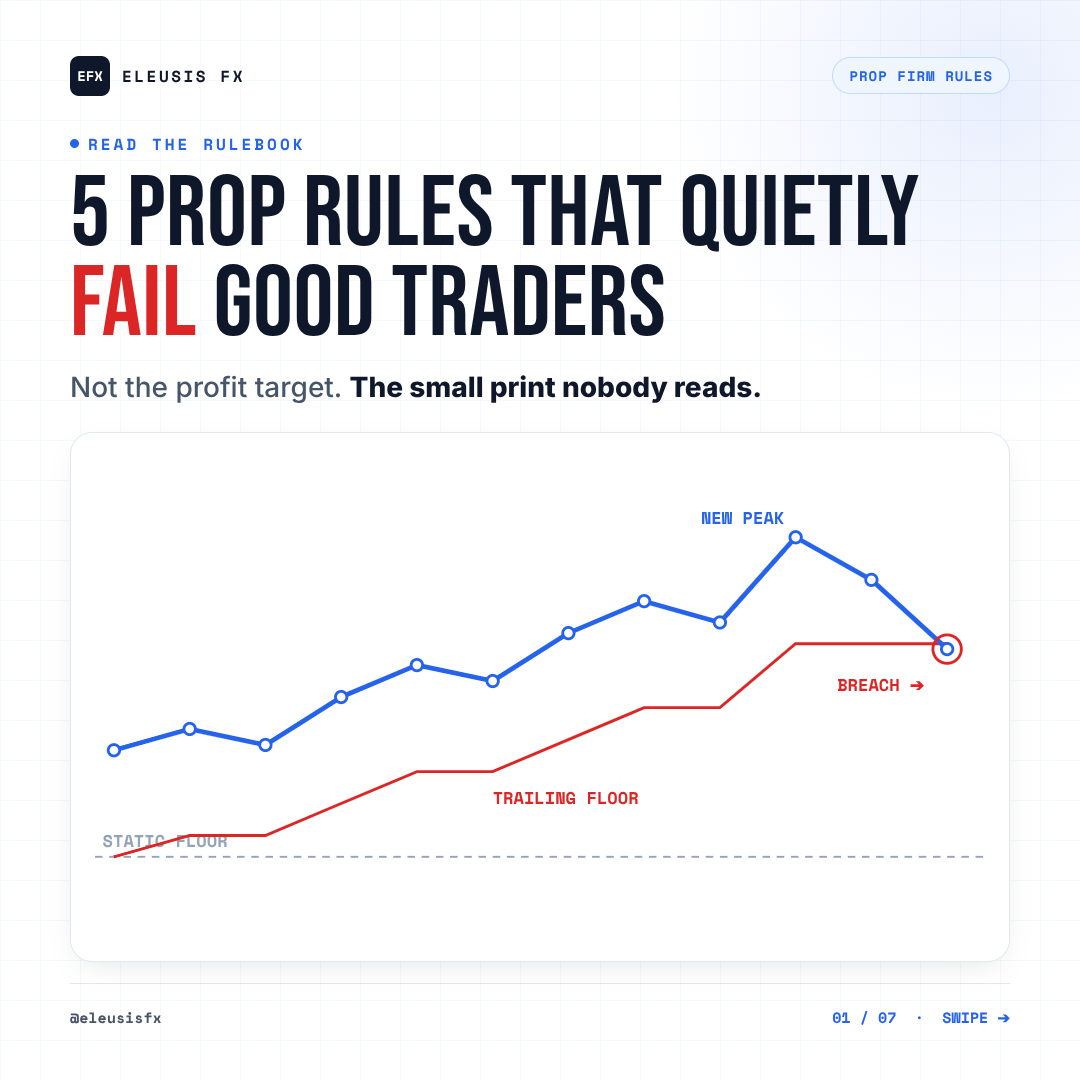 EFX ELEUSIS FX
PROP FIRM RULES
READ THE RULEBOOK
5 PROP RULES THAT QUIETLY
FAIL GOOD TRADERS
Not the profit target. The small print nobody reads.
NEW PEAK
BREACH ➔
TRAILING FLOOR
STATIC FLOOR
@eleusisfx
01 / 07 · SWIPE ➔